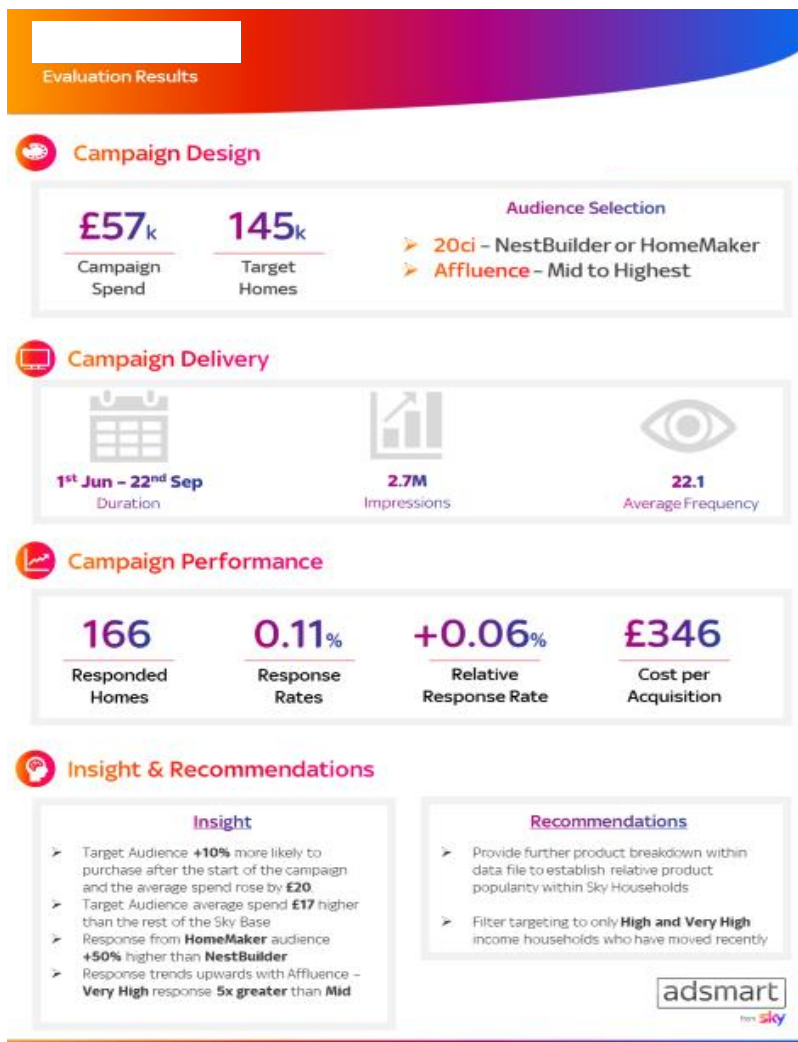 Evaluation Results
Campaign Design
£57k
Campaign
Spend
145k
Target
Homes
Audience Selection
➢ 20ci – NestBuilder or HomeMaker
➢ Affluence – Mid to Highest
Campaign Delivery
1st Jun – 22nd Sep
Duration
2.7M
Impressions
22.1
Average Frequency
Campaign Performance
166
Responded
Homes
0.11%
Response
Rates
+0.06%
Relative
Response Rate
£346
Cost per
Acquisition
Insight & Recommendations
Insight
➢ Target Audience +10% more likely to
purchase after the start of the campaign
and the average spend rose by £20.
➢ Target Audience average spend £17 higher
than the rest of the Sky Base
➢ Response from HomeMaker audience
+50% higher than NestBuilder
➢ Response trends upwards with Affluence –
Very High response 5x greater than Mid
Recommendations
➢ Provide further product breakdown within
data file to establish relative product
popularity within Sky Households
➢ Filter targeting to only High and Very High
income households who have moved recently
adsmart
from sky